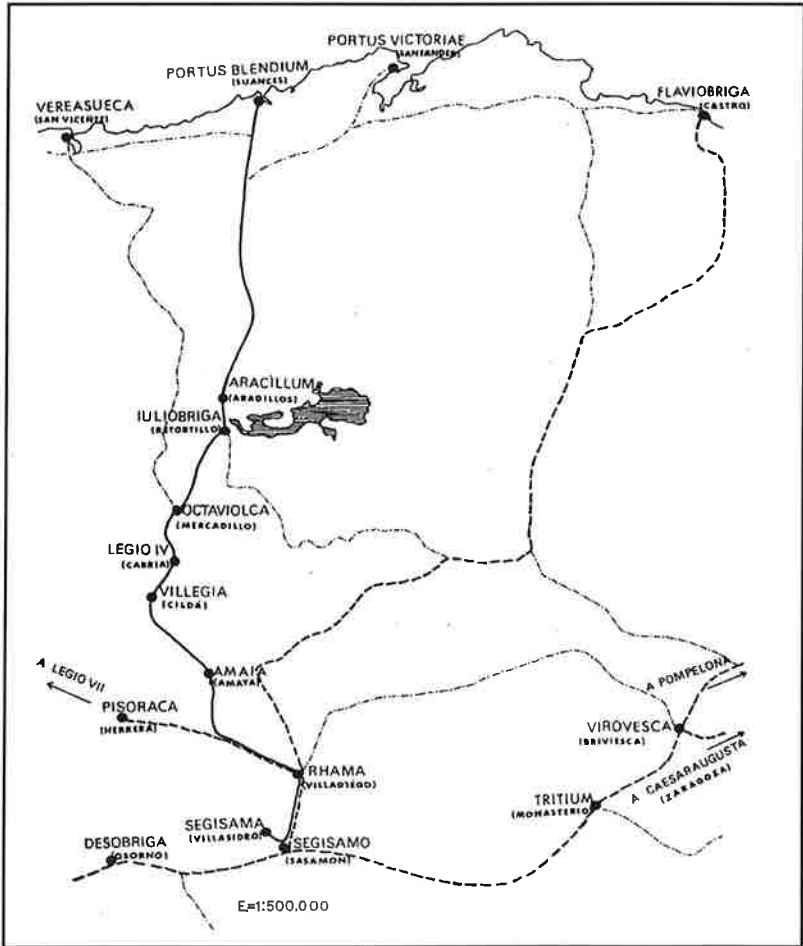 PORTUS VICTORIAE
(SANTANDER)
PORTUS BLENDIUM
(SUANCES)
FLAVIOBRIGA
(CASTRO)
VEREASUECA
(SAN VICENTE)
ARACILLUM
(ARADILLOS)
IULIOBRIGA
(RETORTILLO)
OCTAVIOLCA
(MERCADILLO)
LEGIO IV
(CABRIA)
VILLEGIA
(CILDÁ)
AMAIA
(AMAYA)
A LEGIO VII
PISORACA
(HERRERA)
A POMPELONA
VIROVESCA
(BRIVIESCA)
A CAESARAUGUSTA
(ZARAGOZA)
RHAMA
(VILLADIEGO)
TRITIUM
(MONASTERIO)
SEGISAMA
(VILLASIDRO)
SEGISAMO
(SASAMON)
DESOBRIGA
(OSORNO)
E=1:500.000